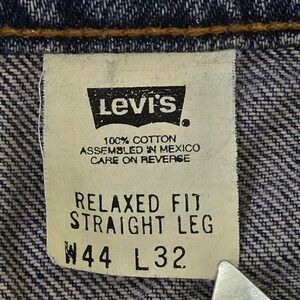 Levi's
100% COTTON
ASSEMBLED IN MEXICO
CARE ON REVERSE
RELAXED FIT
STRAIGHT LEG
W44 L32